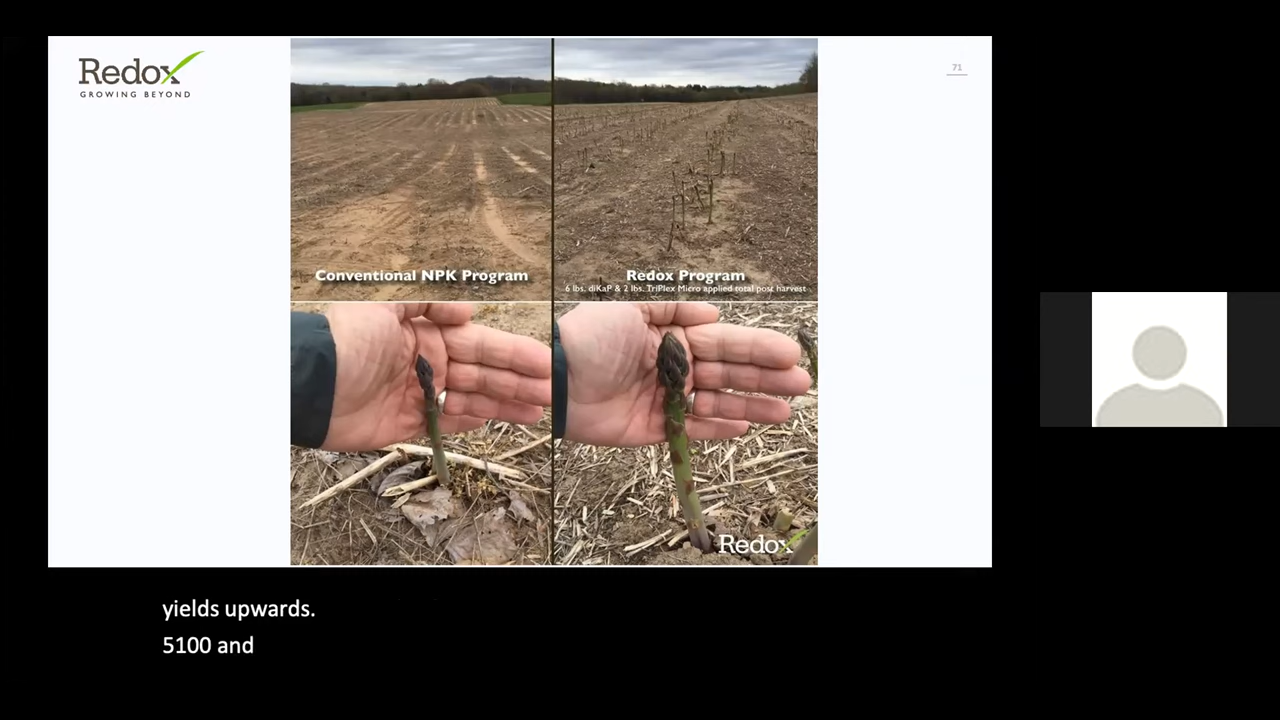 Redox
GROWING BEYOND
71
Conventional NPK Program
Redox Program
6 lbs. diKaP & 2 lbs. TriPlex Micro applied total post harvest
Redox
yields upwards.
5100 and